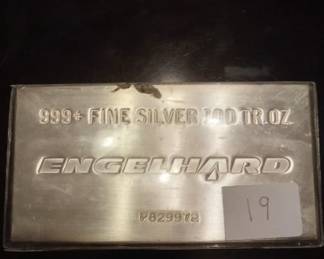 999+ FINE SILVER 100 TR. OZ
ENGELHARD
P829972
19